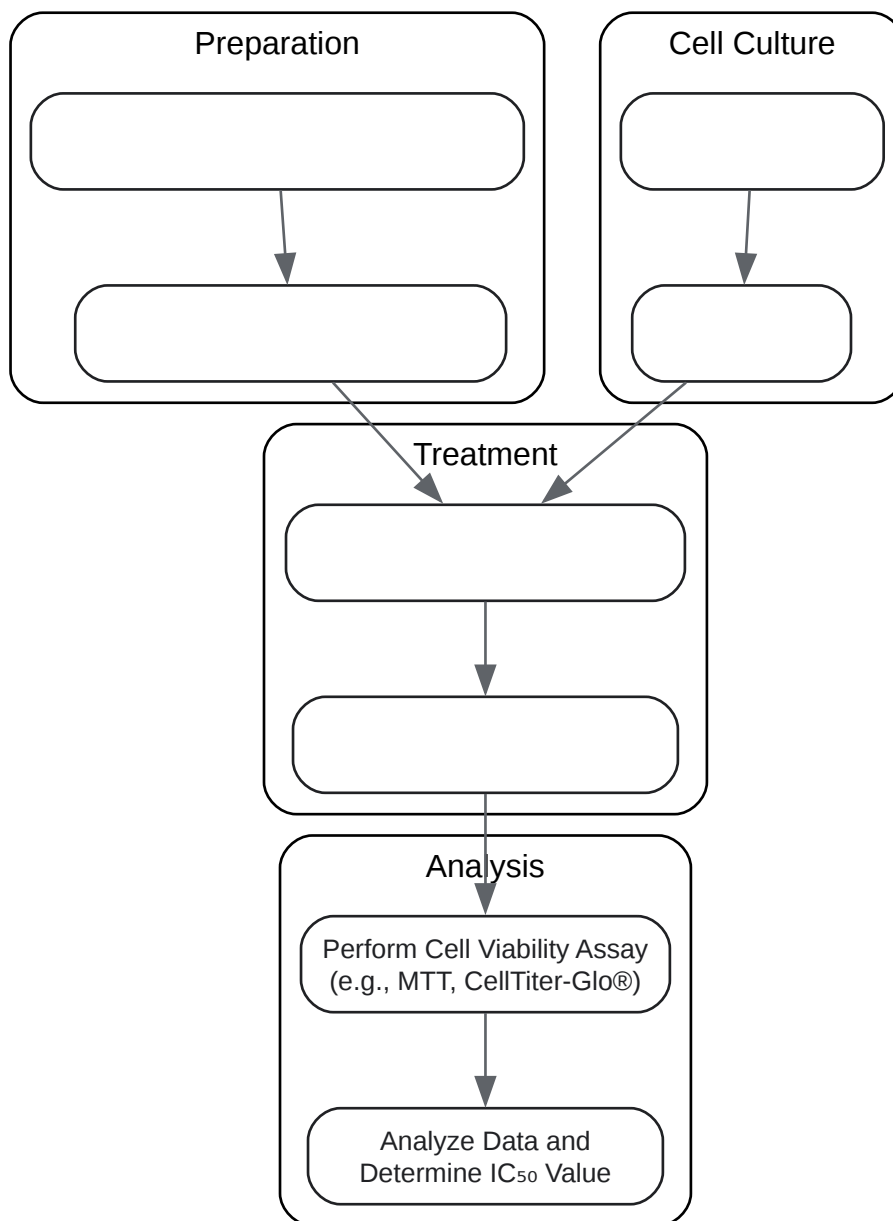 Preparation
Cell Culture
Treatment
Analysis
Perform Cell Viability Assay
(e.g., MTT, CellTiter-Glo®)
Analyze Data and
Determine IC₅₀ Value